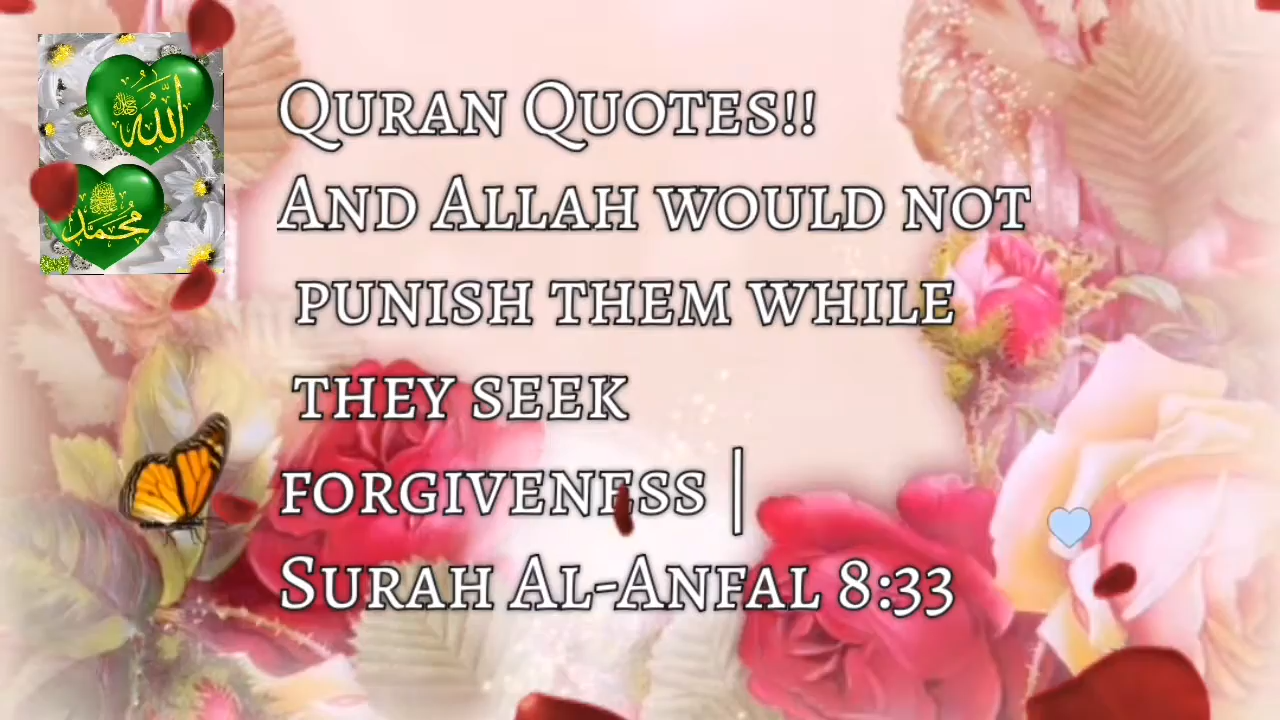 الله
محمد
Quran Quotes!!
And Allah would not
punish them while
they seek
forgiveness |
Surah Al-Anfal 8:33